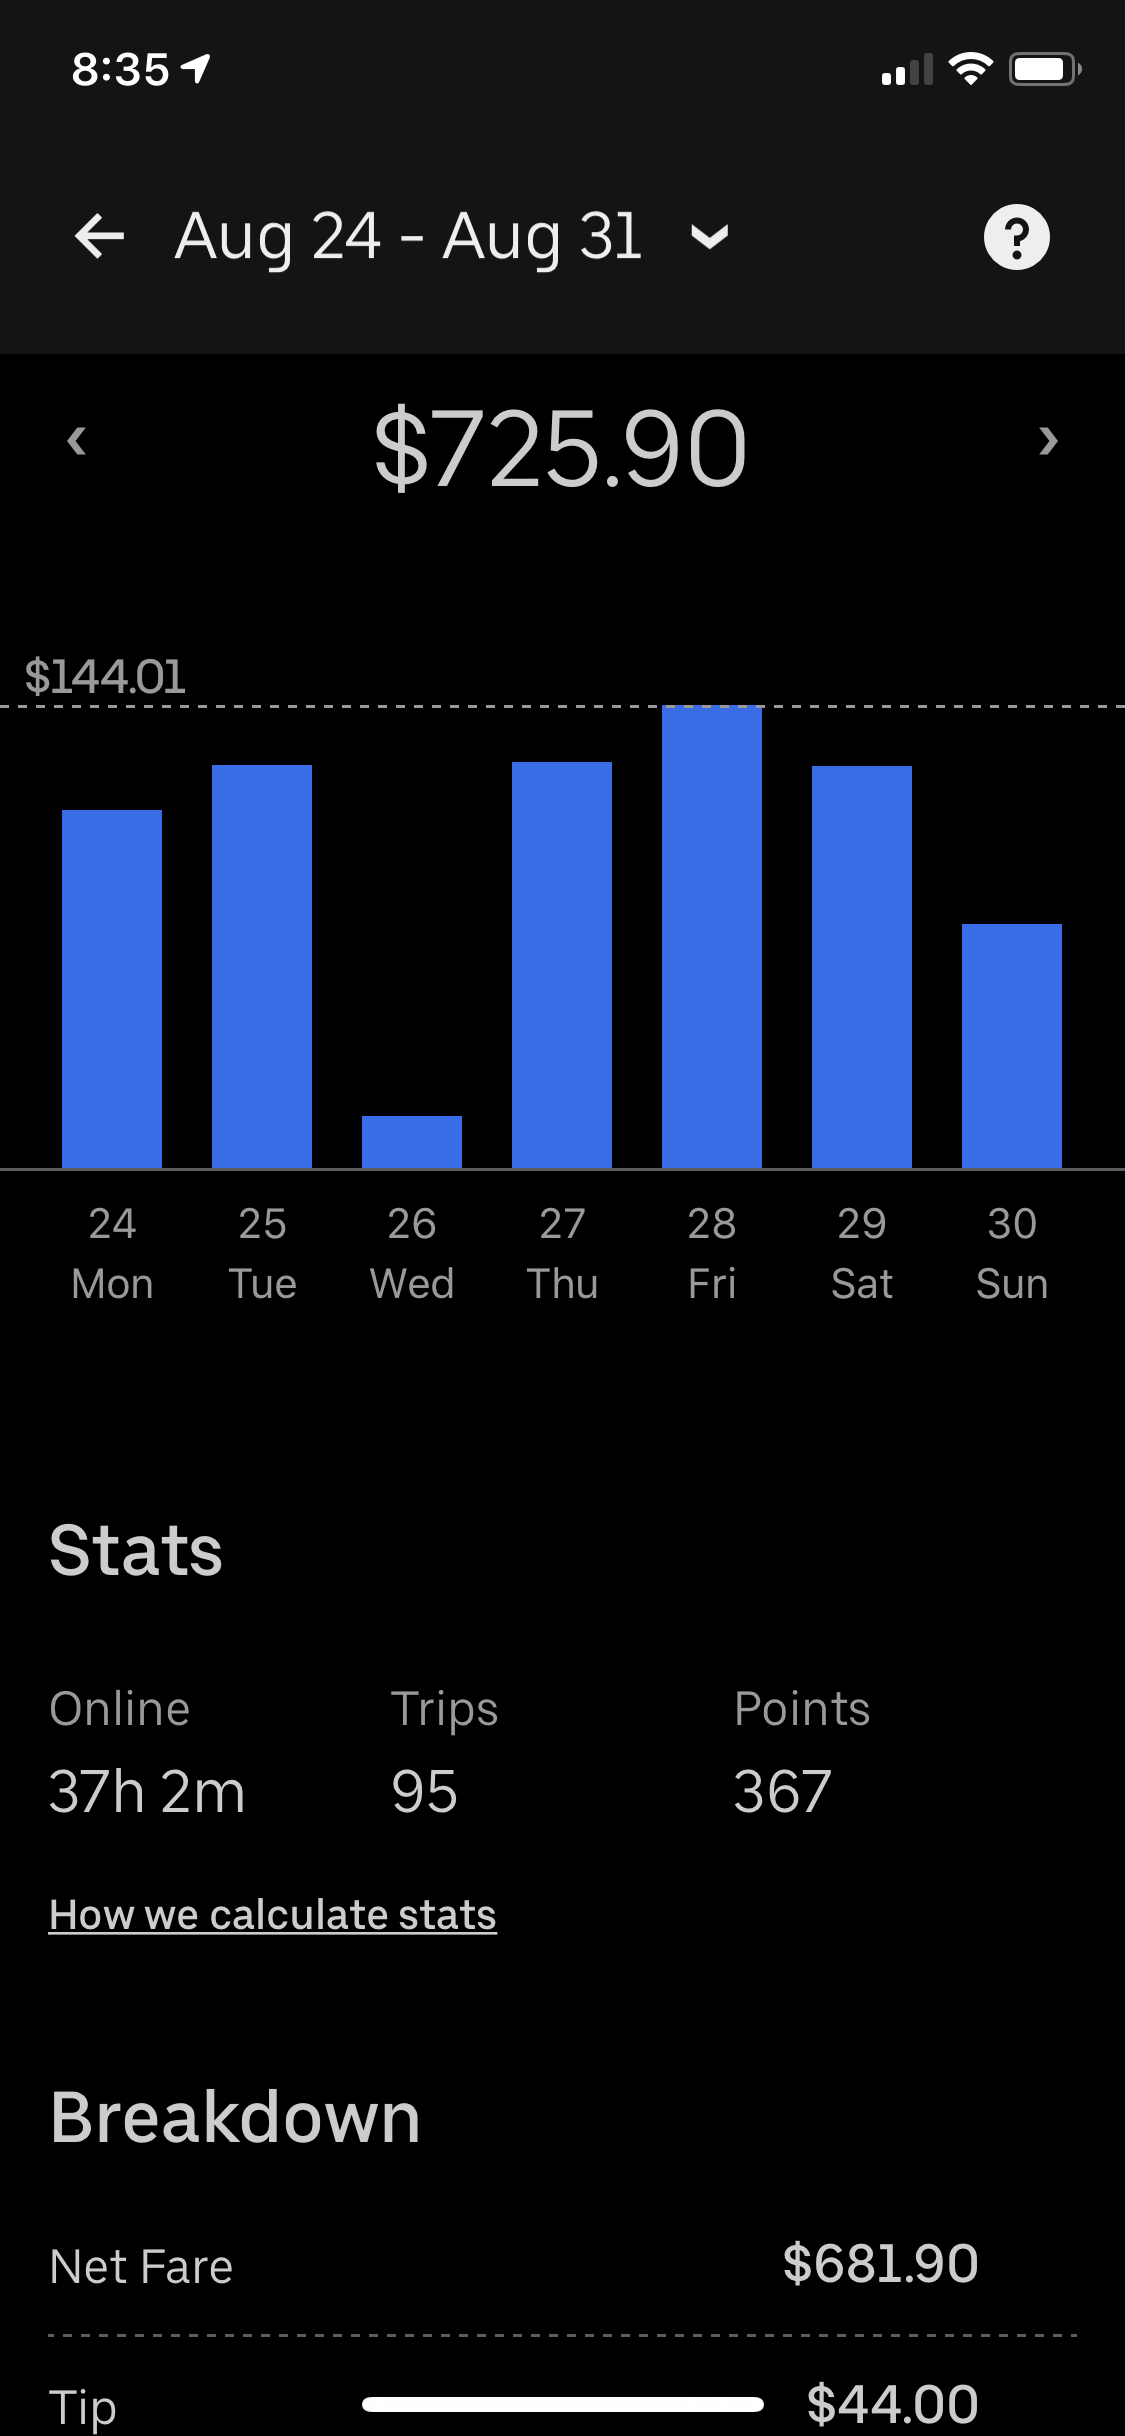 8:35
Aug 24 - Aug 31
$725.90
$144.01
24 25 26 27 28 29 30
Mon Tue Wed Thu Fri Sat Sun
Stats
Online Trips Points
37h 2m 95 367
How we calculate stats
Breakdown
Net Fare $681.90
Tip $44.00